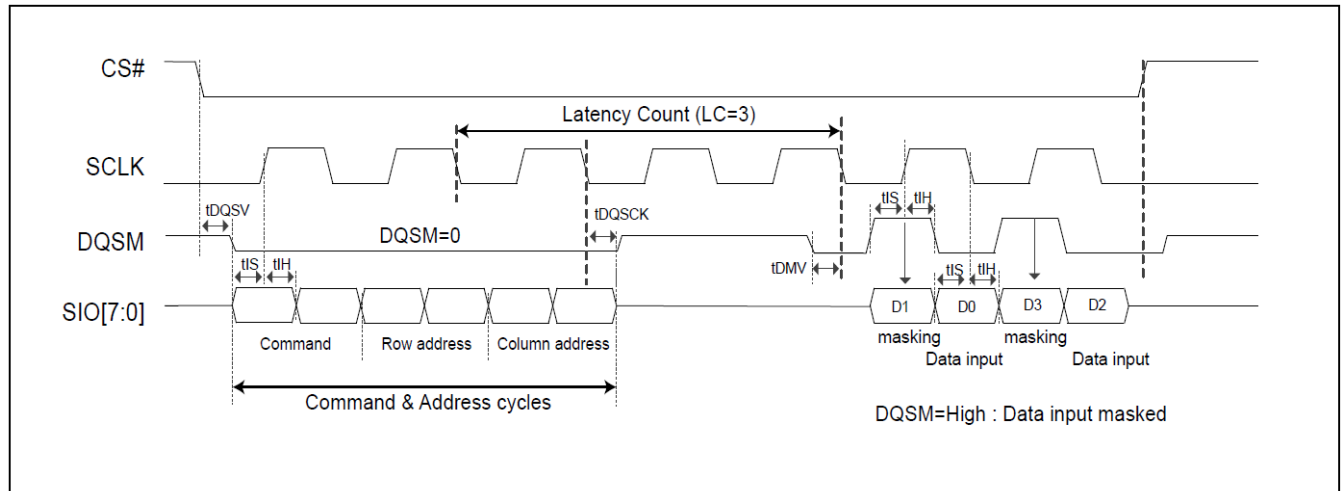 CS#
Latency Count (LC=3)
SCLK
tDQSV
tDQSCK
tIS
tIH
DQSM
DQSM=0
tIS
tIH
tDMV
tIS
tIH
SIO[7:0]
D1
D0
D3
D2
Command
Row address
Column address
masking
masking
Data input
Data input
Command & Address cycles
DQSM=High : Data input masked